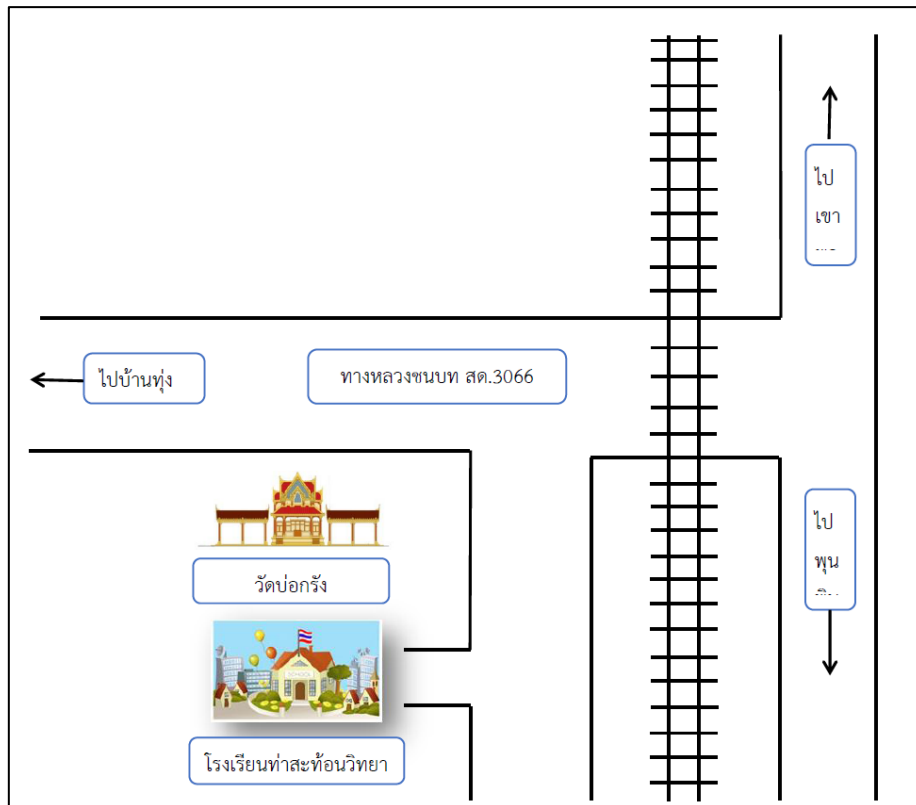 ไป
เขา
ไปบ้านทุ่ง
ทางหลวงชนบท สด.3066
ไป
พุน
วัดบ่อกรัง
SCHOOL
โรงเรียนท่าสะท้อนวิทยา